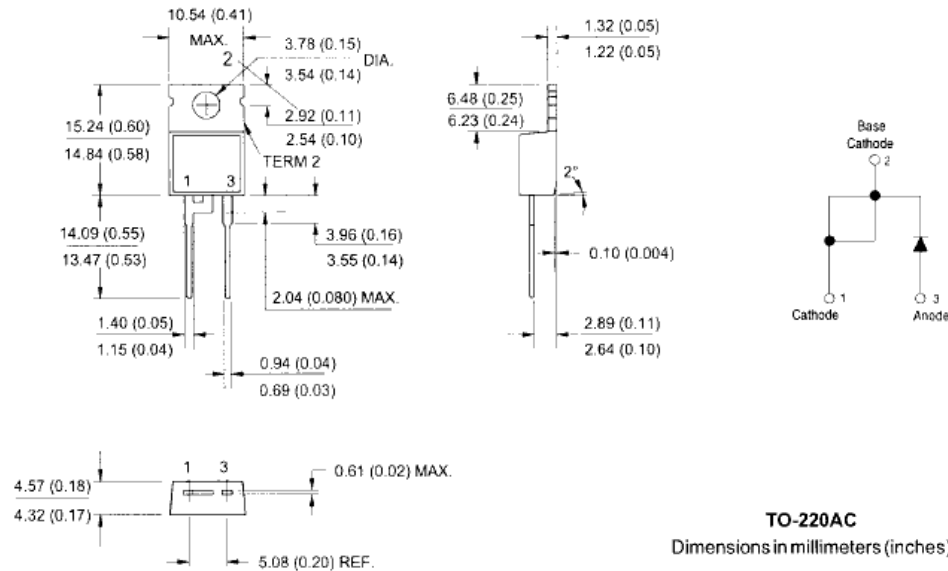 10.54 (0.41)
MAX.
2
3.78 (0.15)
3.54 (0.14)
DIA.
15.24 (0.60)
14.84 (0.58)
2.92 (0.11)
2.54 (0.10)
TERM 2
1 3
14.09 (0.55)
13.47 (0.53)
3.96 (0.16)
3.55 (0.14)
2.04 (0.080) MAX.
1.40 (0.05)
1.15 (0.04)
0.94 (0.04)
0.69 (0.03)
1.32 (0.05)
1.22 (0.05)
6.48 (0.25)
6.23 (0.24)
2°
0.10 (0.004)
2.89 (0.11)
2.64 (0.10)
Base
Cathode
2
1
Cathode
3
Anode
1 3
4.57 (0.18)
4.32 (0.17)
0.61 (0.02) MAX.
5.08 (0.20) REF.
TO-220AC
Dimensions in millimeters (inches)